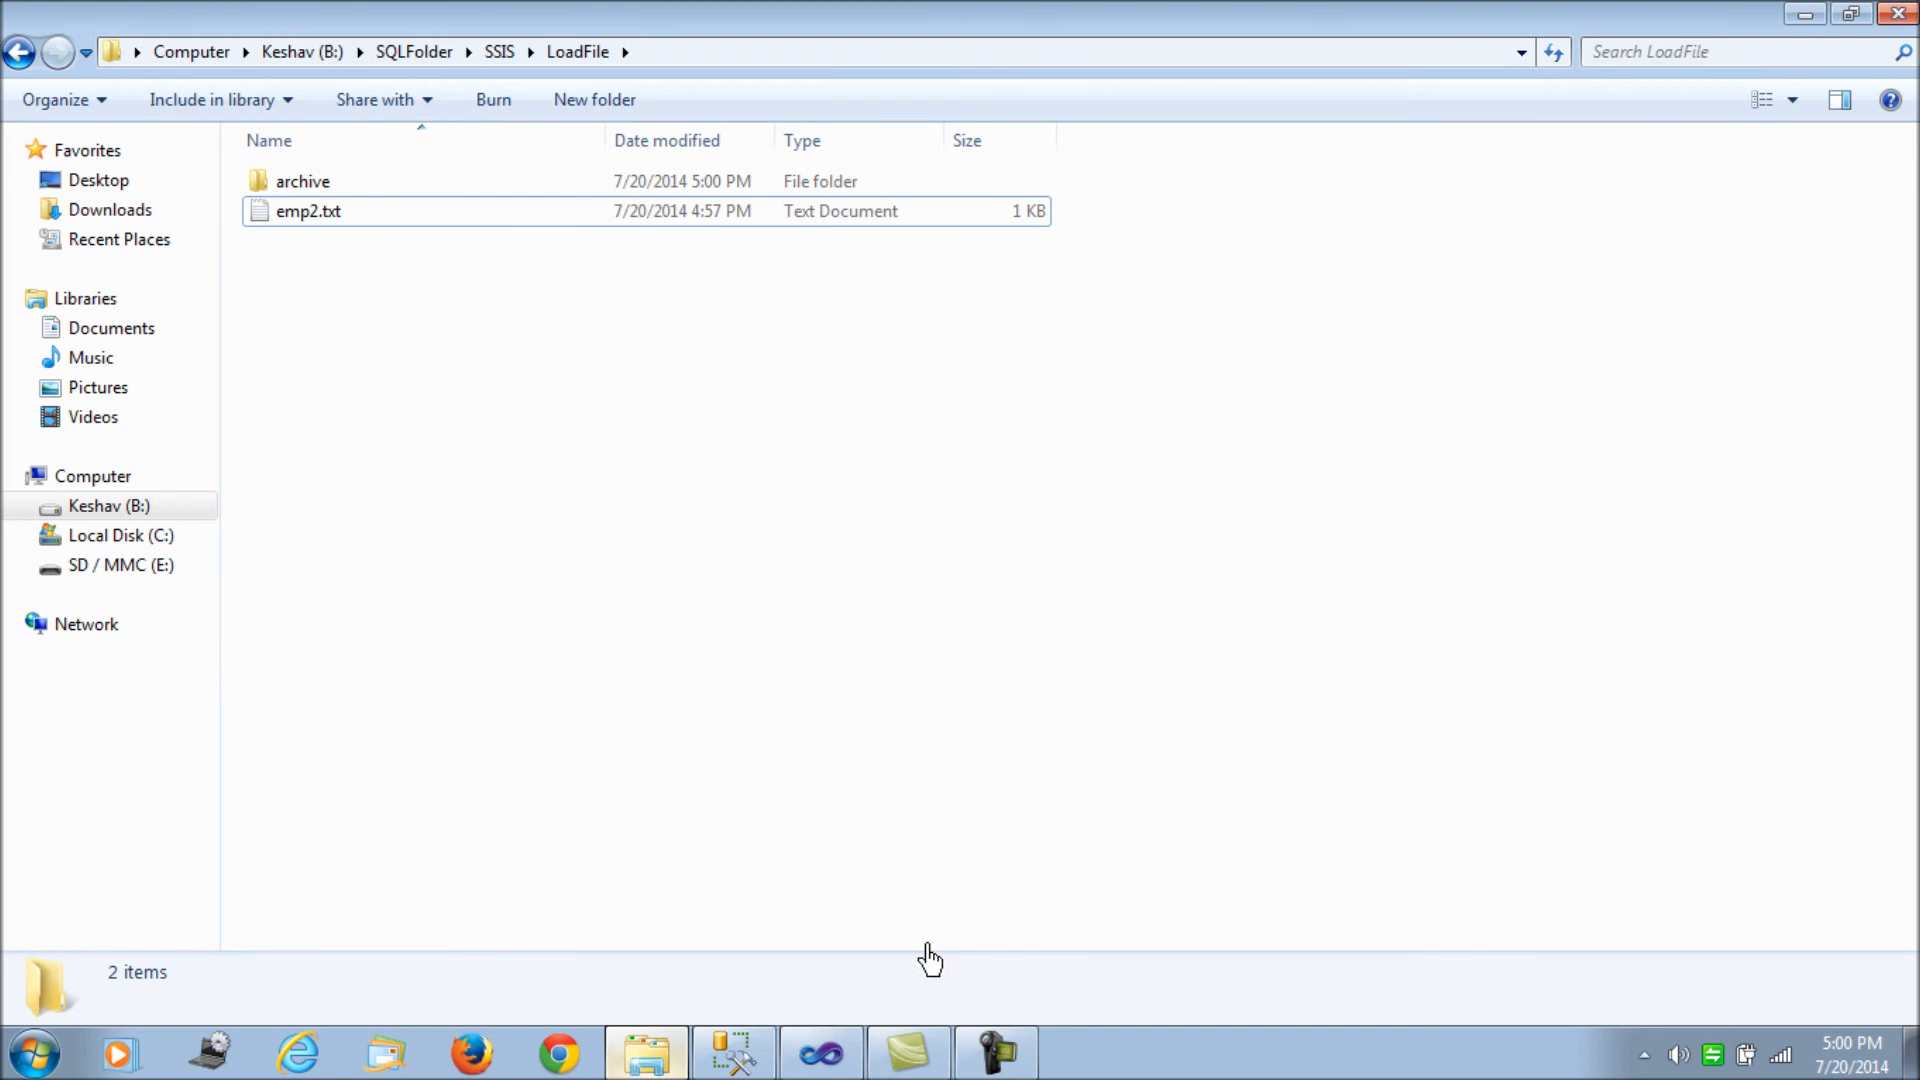 Computer Keshav (B:) SQLFolder SSIS LoadFile
Search LoadFile
Organize Include in library Share with Burn New folder
Name Date modified Type Size
Favorites
Desktop
Downloads
Recent Places
Libraries
Documents
Music
Pictures
Videos
Computer
Keshav (B:)
Local Disk (C:)
SD / MMC (E:)
Network
archive 7/20/2014 5:00 PM File folder
emp2.txt 7/20/2014 4:57 PM Text Document 1 KB
2 items
5:00 PM
7/20/2014